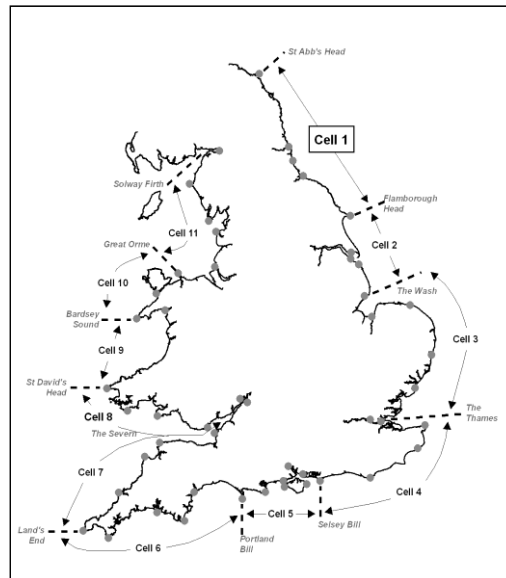 St Abb's Head
Cell 1
Solway Firth
Flamborough
Head
Cell 11
Cell 2
Great Orme
Cell 10
The Wash
Bardsey
Sound
Cell 3
Cell 9
St David's
Head
Cell 8
The
Thames
The Severn
Cell 7
Cell 4
Cell 5
Selsey Bill
Land's
End
Cell 6
Portland
Bill